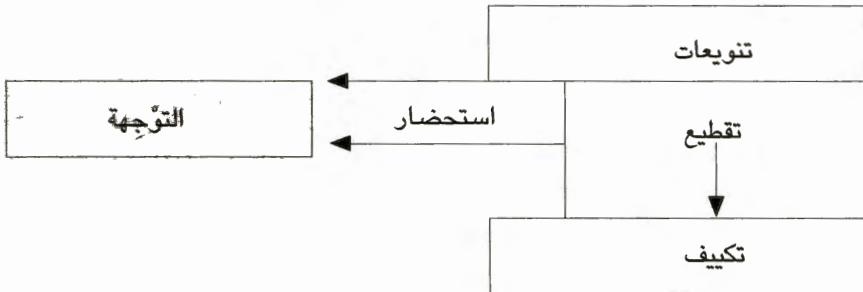 تنويعات
تقطيع
استحضار
التوِّجهة
تكييف